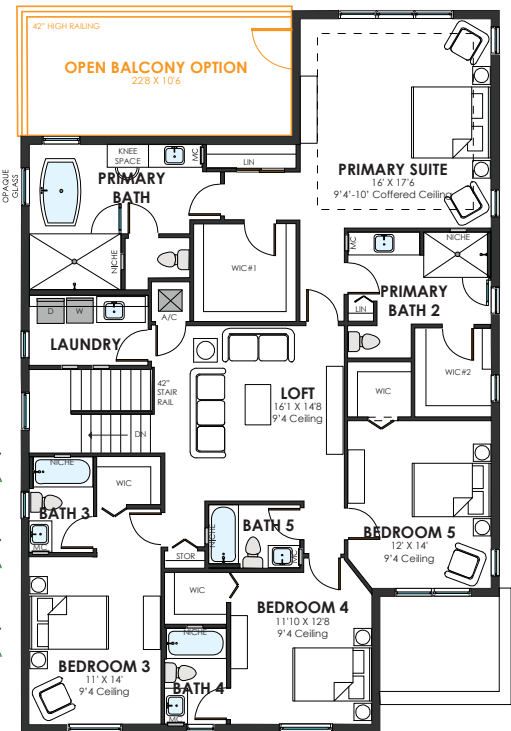 42" HIGH RAILING
OPEN BALCONY OPTION
22'8 X 10'6
OPAQUE
GLASS
KNEE
SPACE
MC
LIN
PRIMARY
BATH
PRIMARY SUITE
16' X 17'6
9'4'-10' Coffered Ceiling
NICHE
WIC#1
MC
NICHE
PRIMARY
BATH 2
LIN
D
W
A/C
LAUNDRY
42"
STAIR
RAIL
LOFT
16'1 X 14'8
9'4 Ceiling
WIC
WIC#2
DN
NICHE
WIC
BATH 3
MC
NICHE
BATH 5
MC
STOR
BEDROOM 5
12' X 14'
9'4 Ceiling
WIC
BEDROOM 4
11'10 X 12'8
9'4 Ceiling
NICHE
BEDROOM 3
11' X 14'
9'4 Ceiling
BATH 4
MC